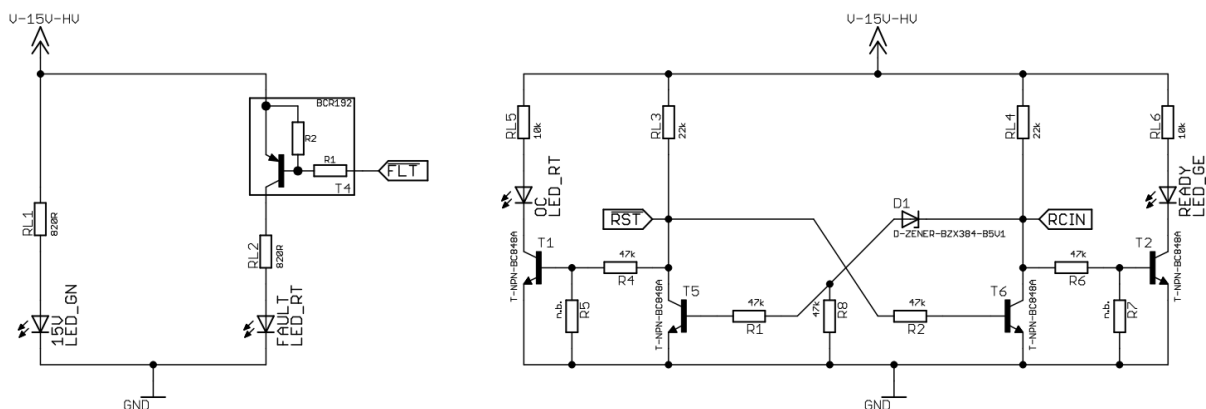 V-15V-HV
BCR192
R2
R1
FLT
T4
RL1
820R
RL2
820R
15V
LED_GN
FAULT
LED_RT
GND
V-15V-HV
RL5
10k
RL3
22k
RL4
22k
RL6
10k
OC
LED_RT
READY
LED_GE
RST
D1
D-ZENER-BZX384-B5V1
RCIN
T1
T-NPN-BC848A
47k
R4
n.b.
R5
T5
T-NPN-BC848A
47k
R1
47k
R8
47k
R2
T6
T-NPN-BC848A
47k
R6
n.b.
R7
T2
T-NPN-BC848A
GND